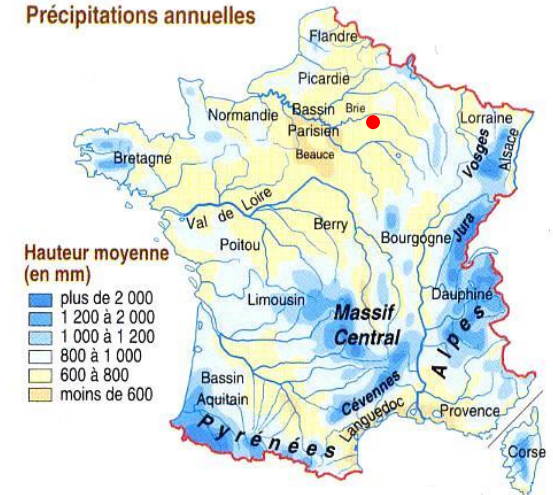 Précipitations annuelles
Flandre
Picardie
Bassin
Parisien
Brie
Normandie
Beauce
Lorraine
Vosges
Alsace
Bretagne
Val de Loire
Berry
Bourgogne
Jura
Poitou
Hauteur moyenne
(en mm)
plus de 2 000
1 200 à 2 000
1 000 à 1 200
800 à 1 000
600 à 800
moins de 600
Limousin
Massif
Central
Dauphiné
Alpes
Bassin
Aquitain
Cévennes
Languedoc
Provence
Pyrénées
Corse